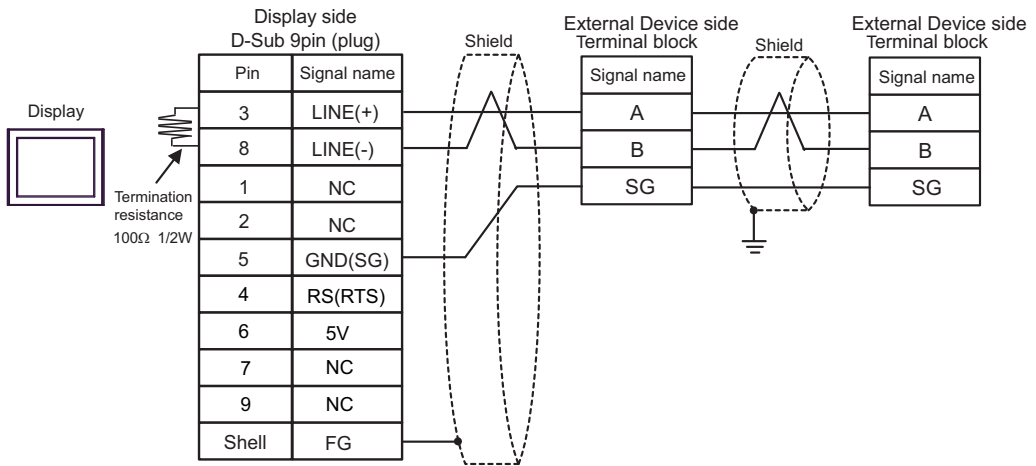 Display side
D-Sub 9pin (plug)
Shield
External Device side
Terminal block
Shield
External Device side
Terminal block
Display
Termination
resistance
100Ω 1/2W
Pin Signal name
3 LINE(+)
8 LINE(-)
1 NC
2 NC
5 GND(SG)
4 RS(RTS)
6 5V
7 NC
9 NC
Shell FG
Signal name
A
B
SG
Signal name
A
B
SG